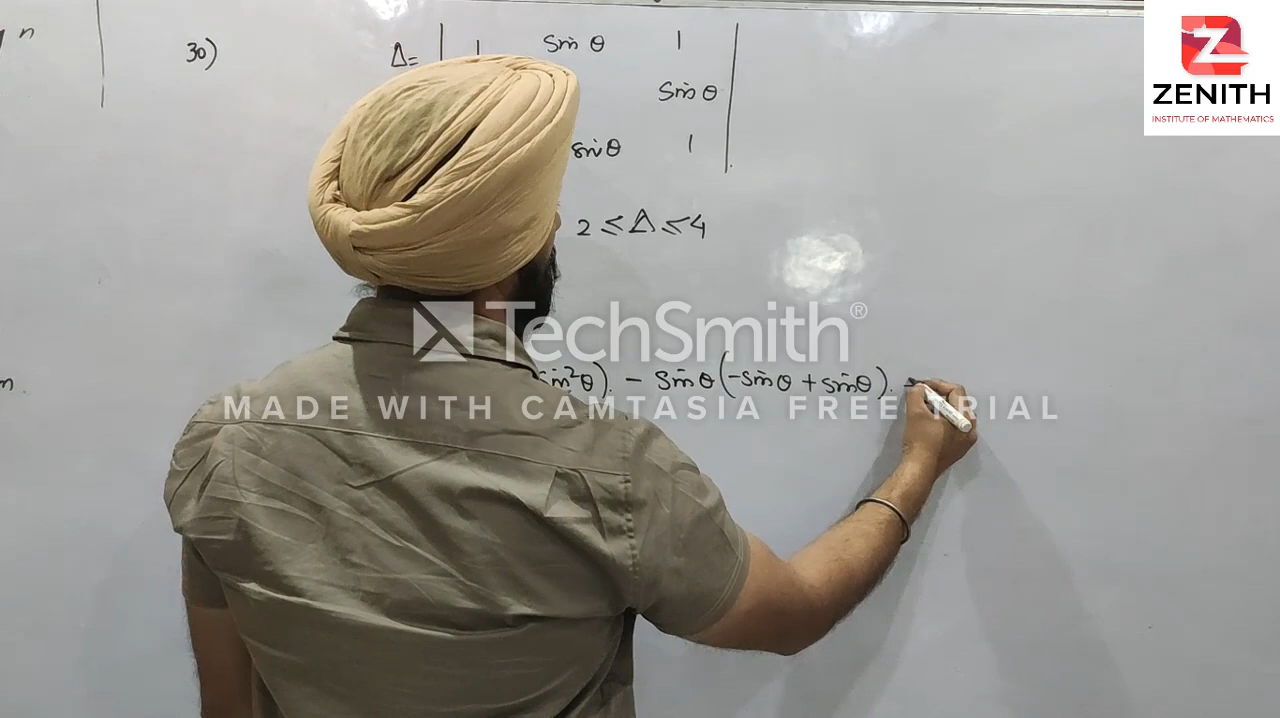 n
30) Δ= | 1 sin θ 1 |
sin θ
sin θ 1
2 ≤ Δ ≤ 4
sin²θ). - sin θ (-sin θ + sin θ).
n.
ZENITH
INSTITUTE OF MATHEMATICS
TechSmith®
MADE WITH CAMTASIA FREE TRIAL